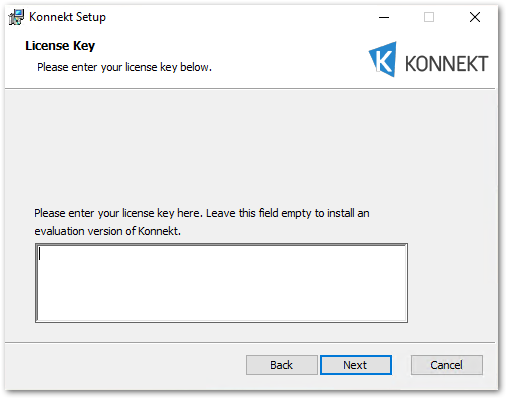 Konnekt Setup
License Key
Please enter your license key below.
KONNEKT
Please enter your license key here. Leave this field empty to install an
evaluation version of Konnekt.
Back
Next
Cancel